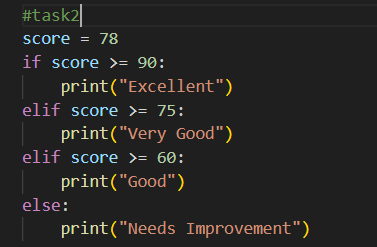 #task2
score = 78
if score >= 90:
    print("Excellent")
elif score >= 75:
    print("Very Good")
elif score >= 60:
    print("Good")
else:
    print("Needs Improvement")